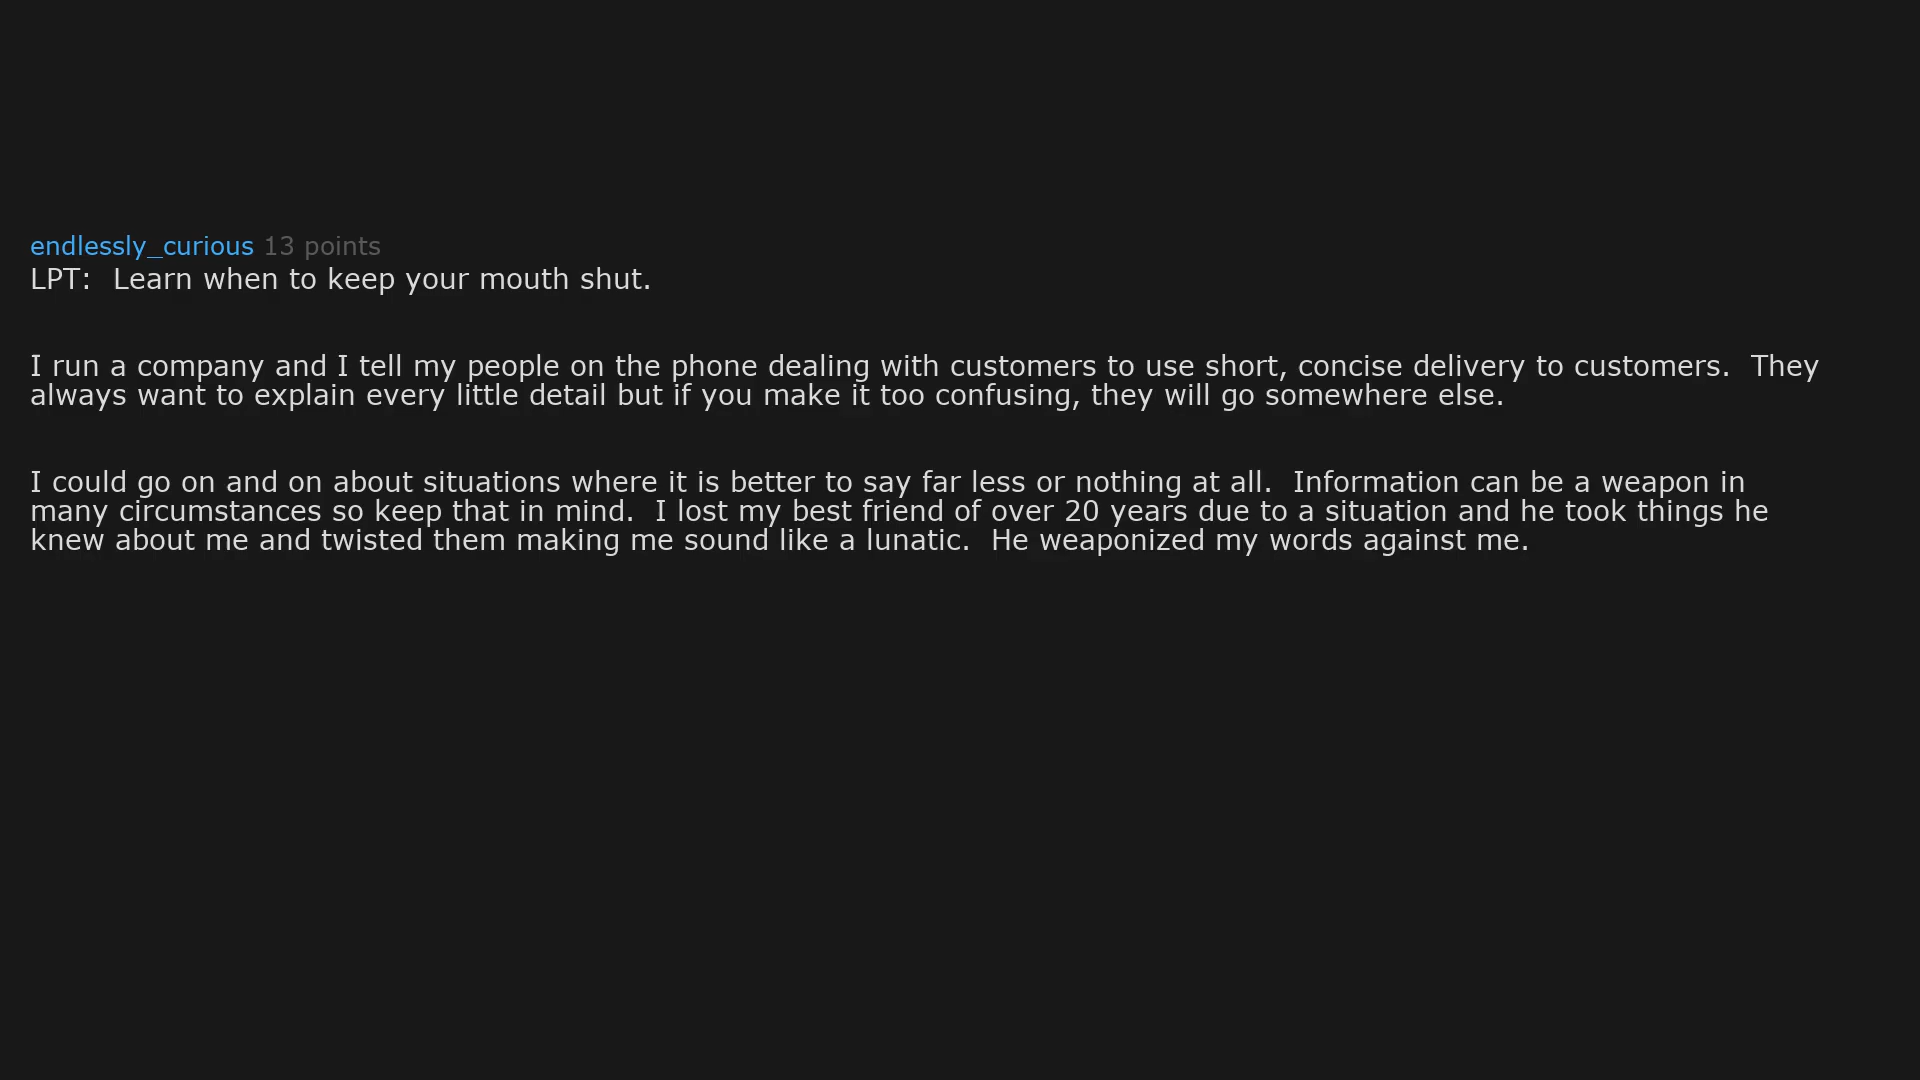 endlessly_curious 13 points
LPT:  Learn when to keep your mouth shut.
I run a company and I tell my people on the phone dealing with customers to use short, concise delivery to customers.  They
always want to explain every little detail but if you make it too confusing, they will go somewhere else.
I could go on and on about situations where it is better to say far less or nothing at all.  Information can be a weapon in
many circumstances so keep that in mind.  I lost my best friend of over 20 years due to a situation and he took things he
knew about me and twisted them making me sound like a lunatic.  He weaponized my words against me.